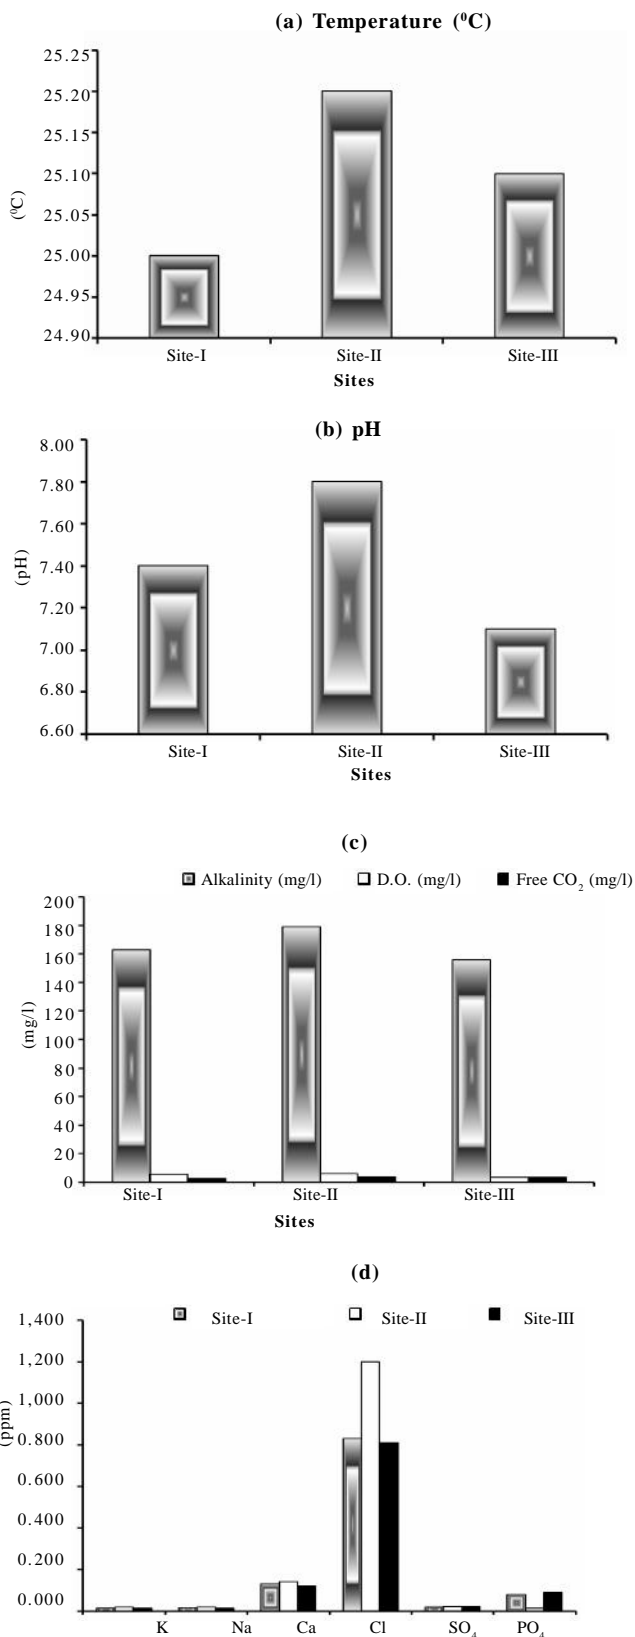 (a) Temperature (⁰C)
25.25
25.20
25.15
25.10
25.05
25.00
24.95
24.90
(⁰C)
Site-I Site-II Site-III
Sites
(b) pH
8.00
7.80
7.60
7.40
7.20
7.00
6.80
6.60
(pH)
Site-I Site-II Site-III
Sites
(c)
Alkalinity (mg/l) D.O. (mg/l) Free CO₂ (mg/l)
200
180
160
140
120
100
80
60
40
20
0
(mg/l)
Site-I Site-II Site-III
Sites
(d)
Site-I Site-II Site-III
1,400
1,200
1,000
0.800
0.600
0.400
0.200
0.000
(ppm)
K Na Ca Cl SO₄ PO₄